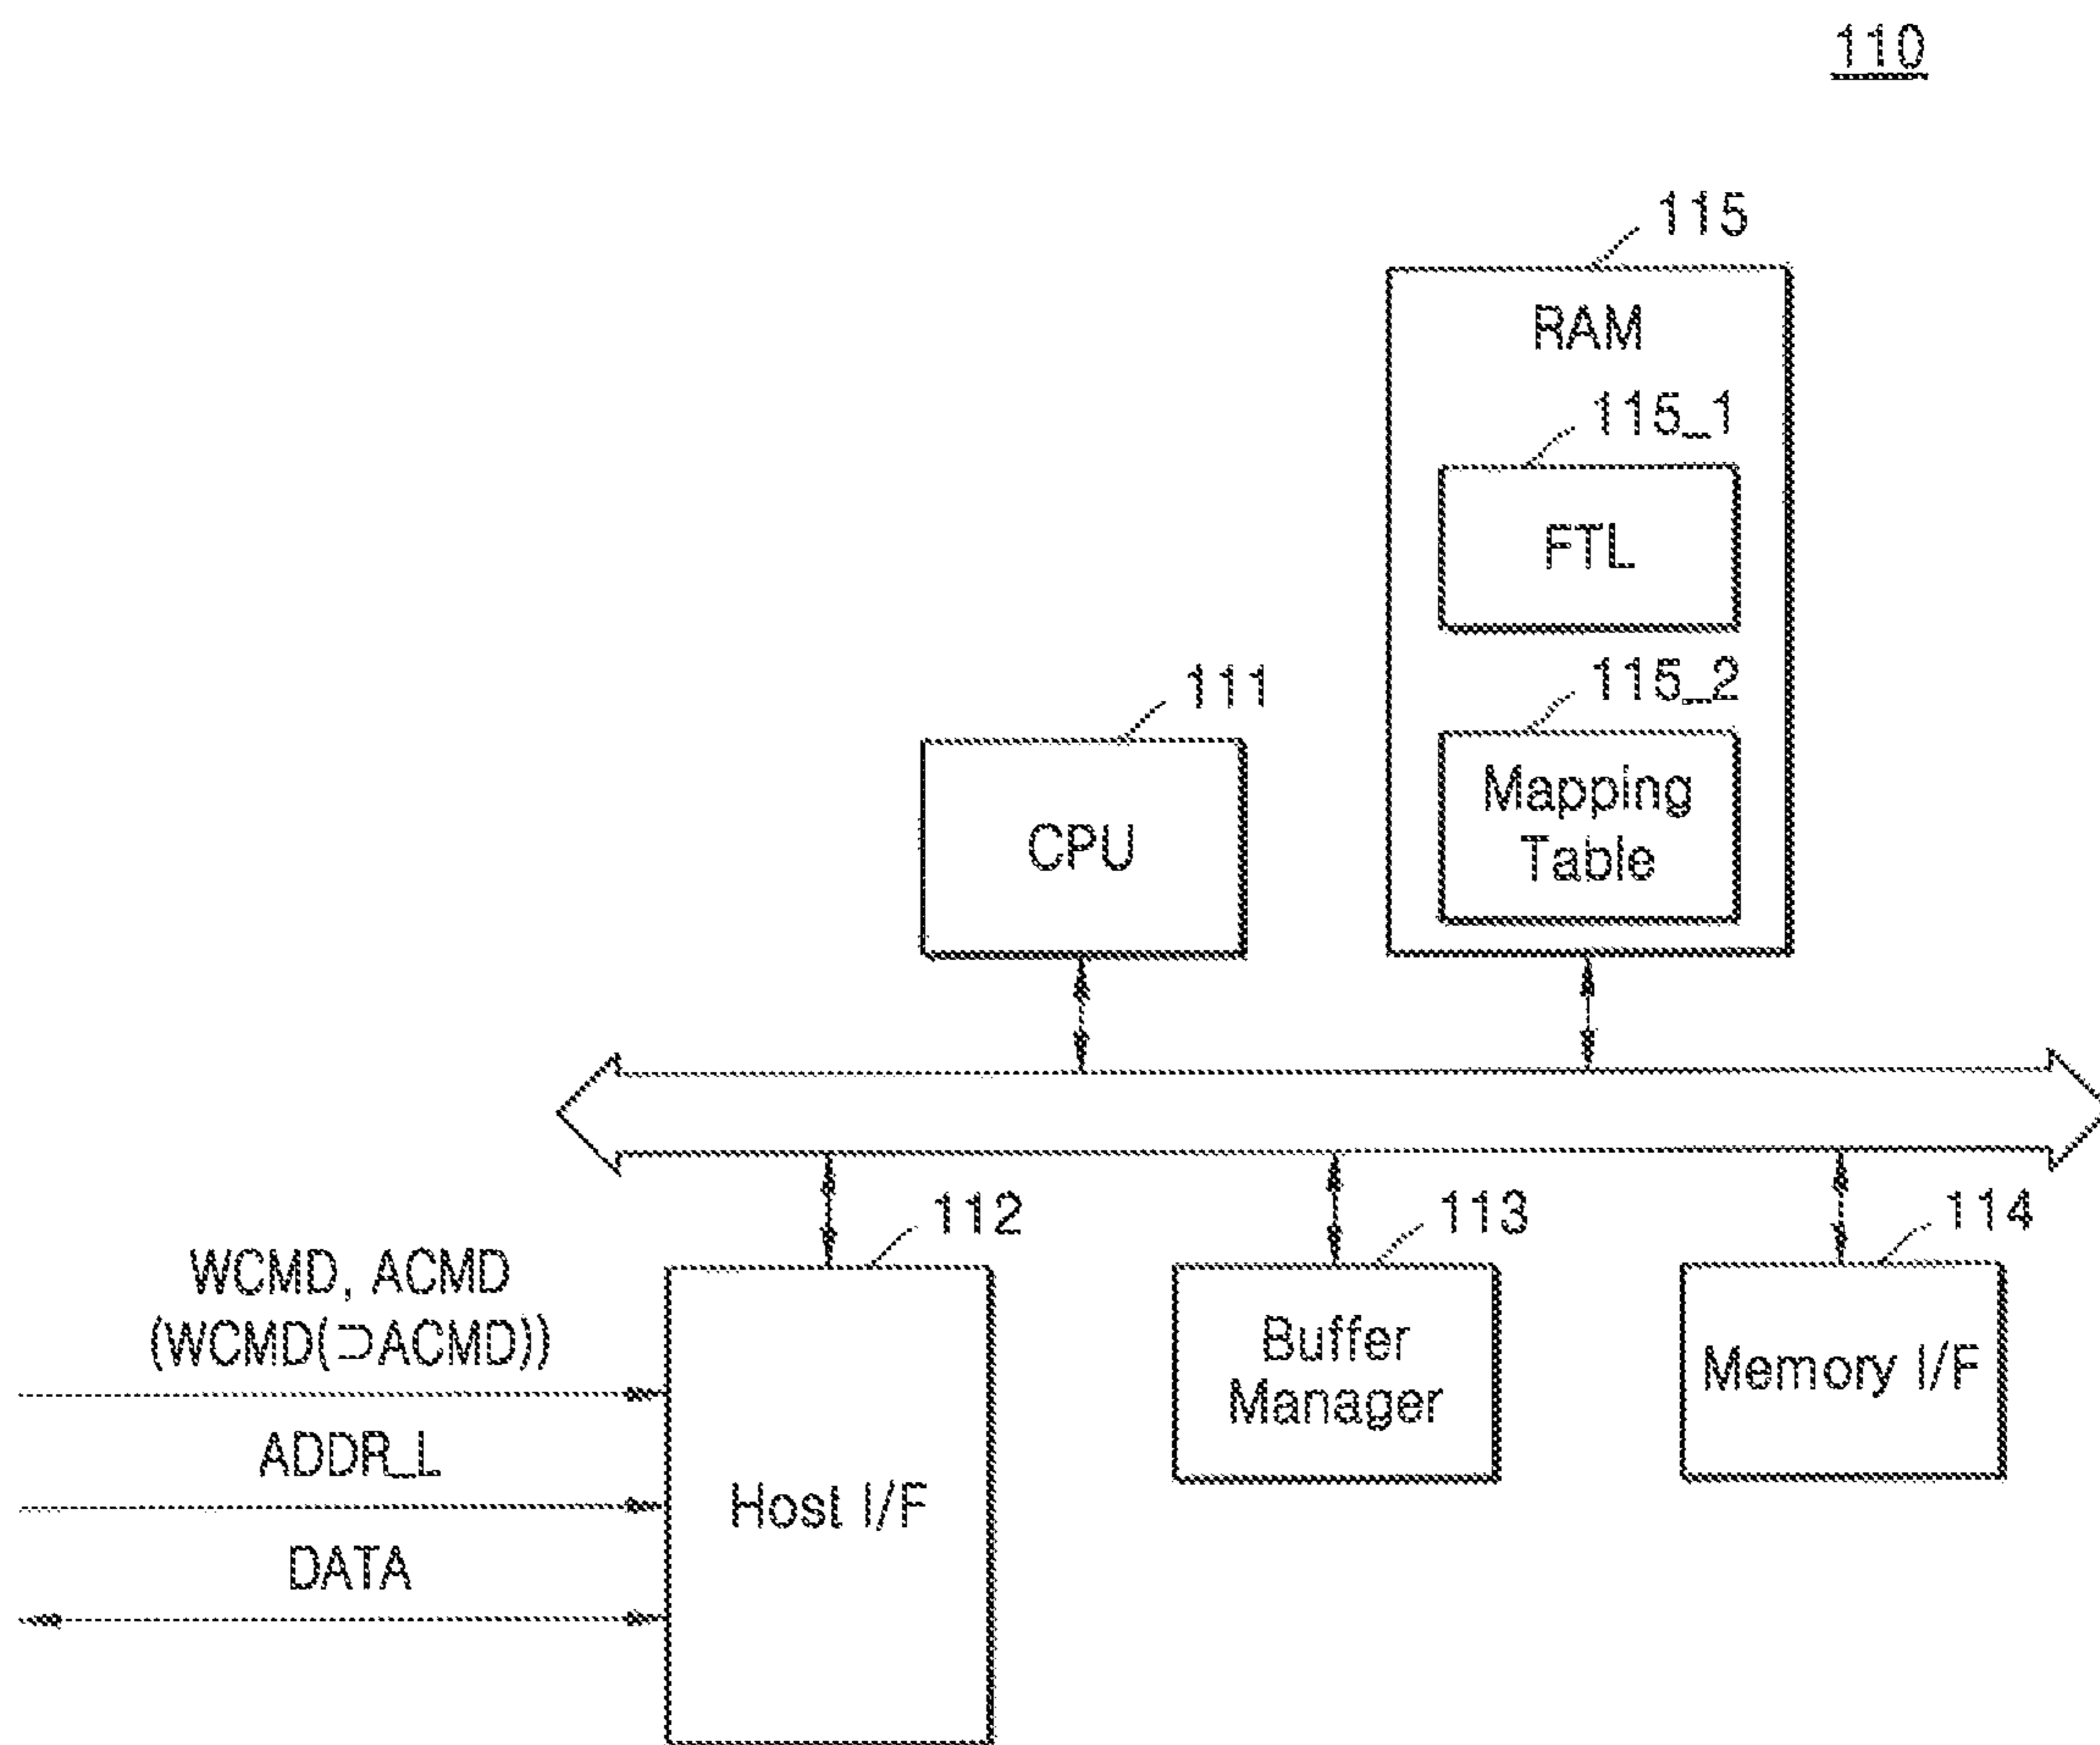 110
115
RAM
115_1
FTL
115_2
Mapping
Table
111
CPU
112
113
114
WCMD, ACMD
(WCMD(⊃ACMD))
ADDR_L
DATA
Host I/F
Buffer
Manager
Memory I/F